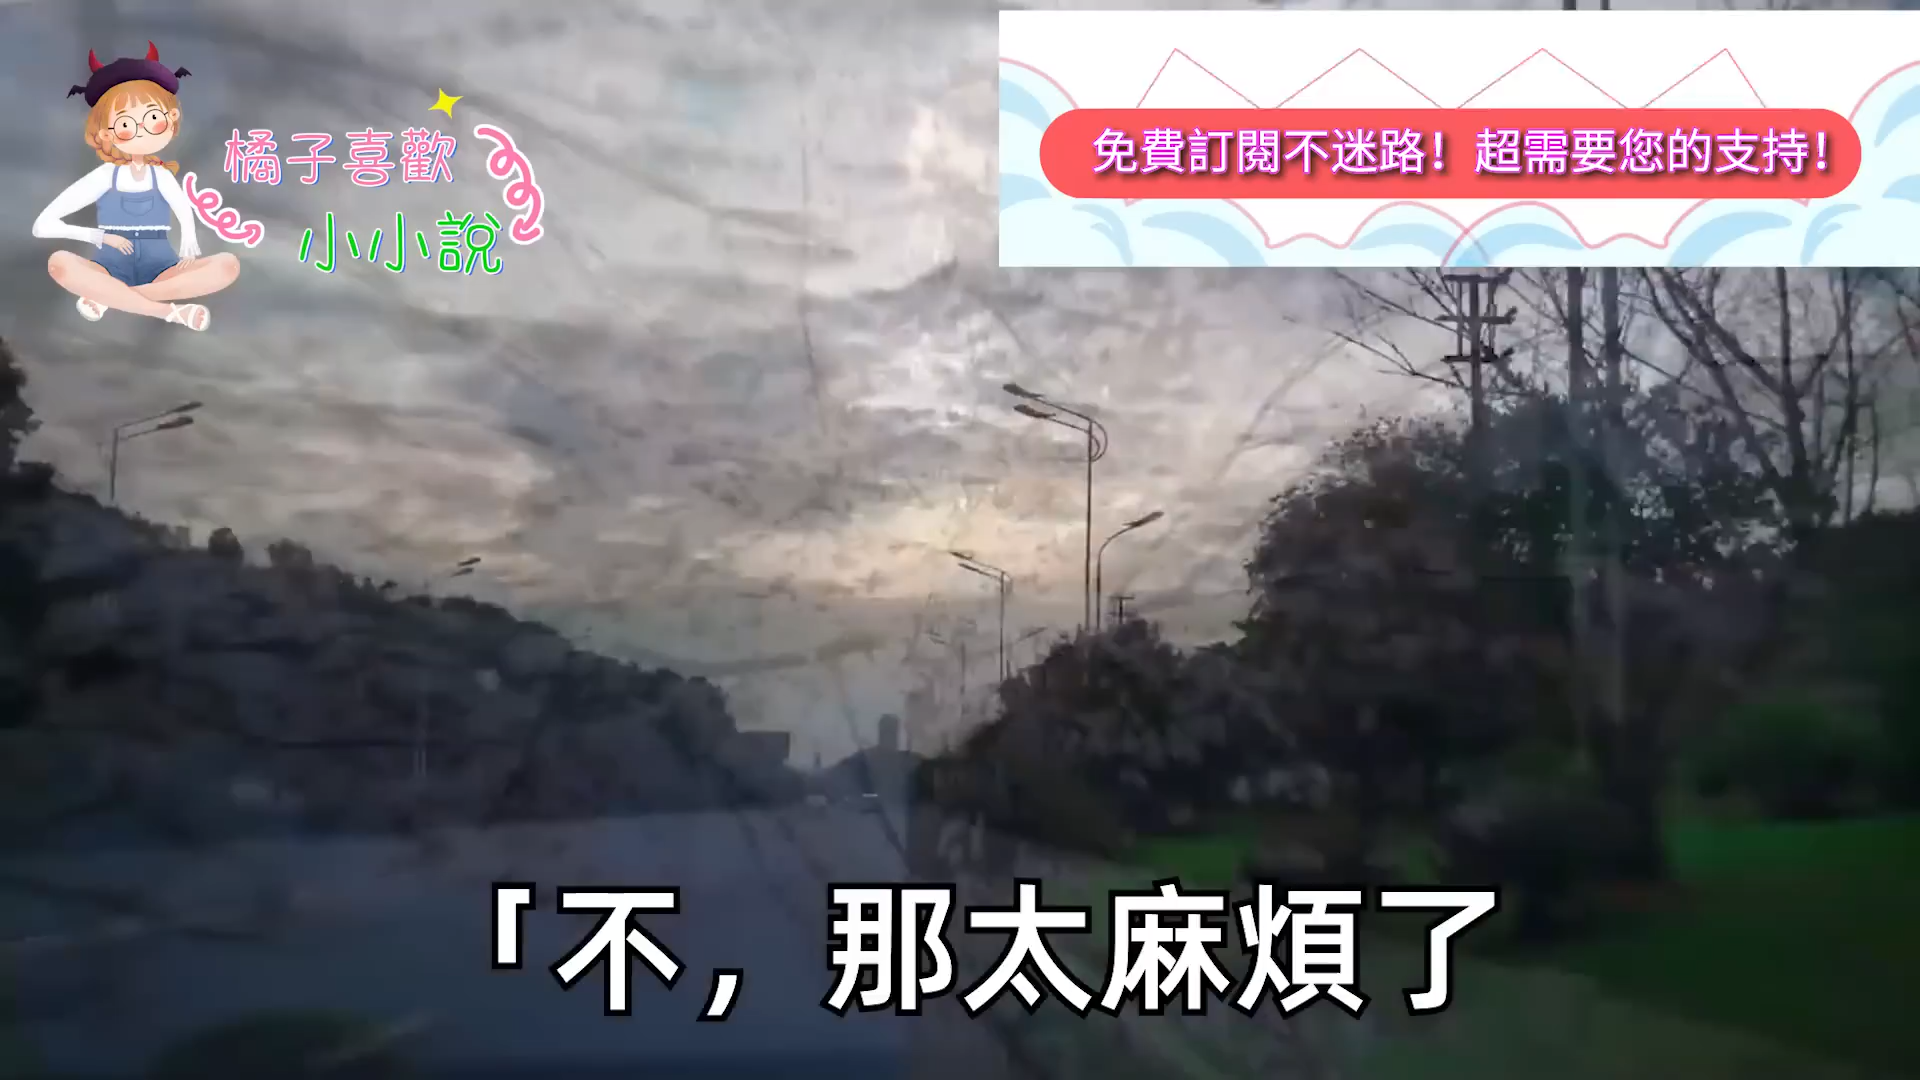 橘子喜歡
小小說
免費訂閱不迷路！超需要您的支持！
「不，那太麻煩了